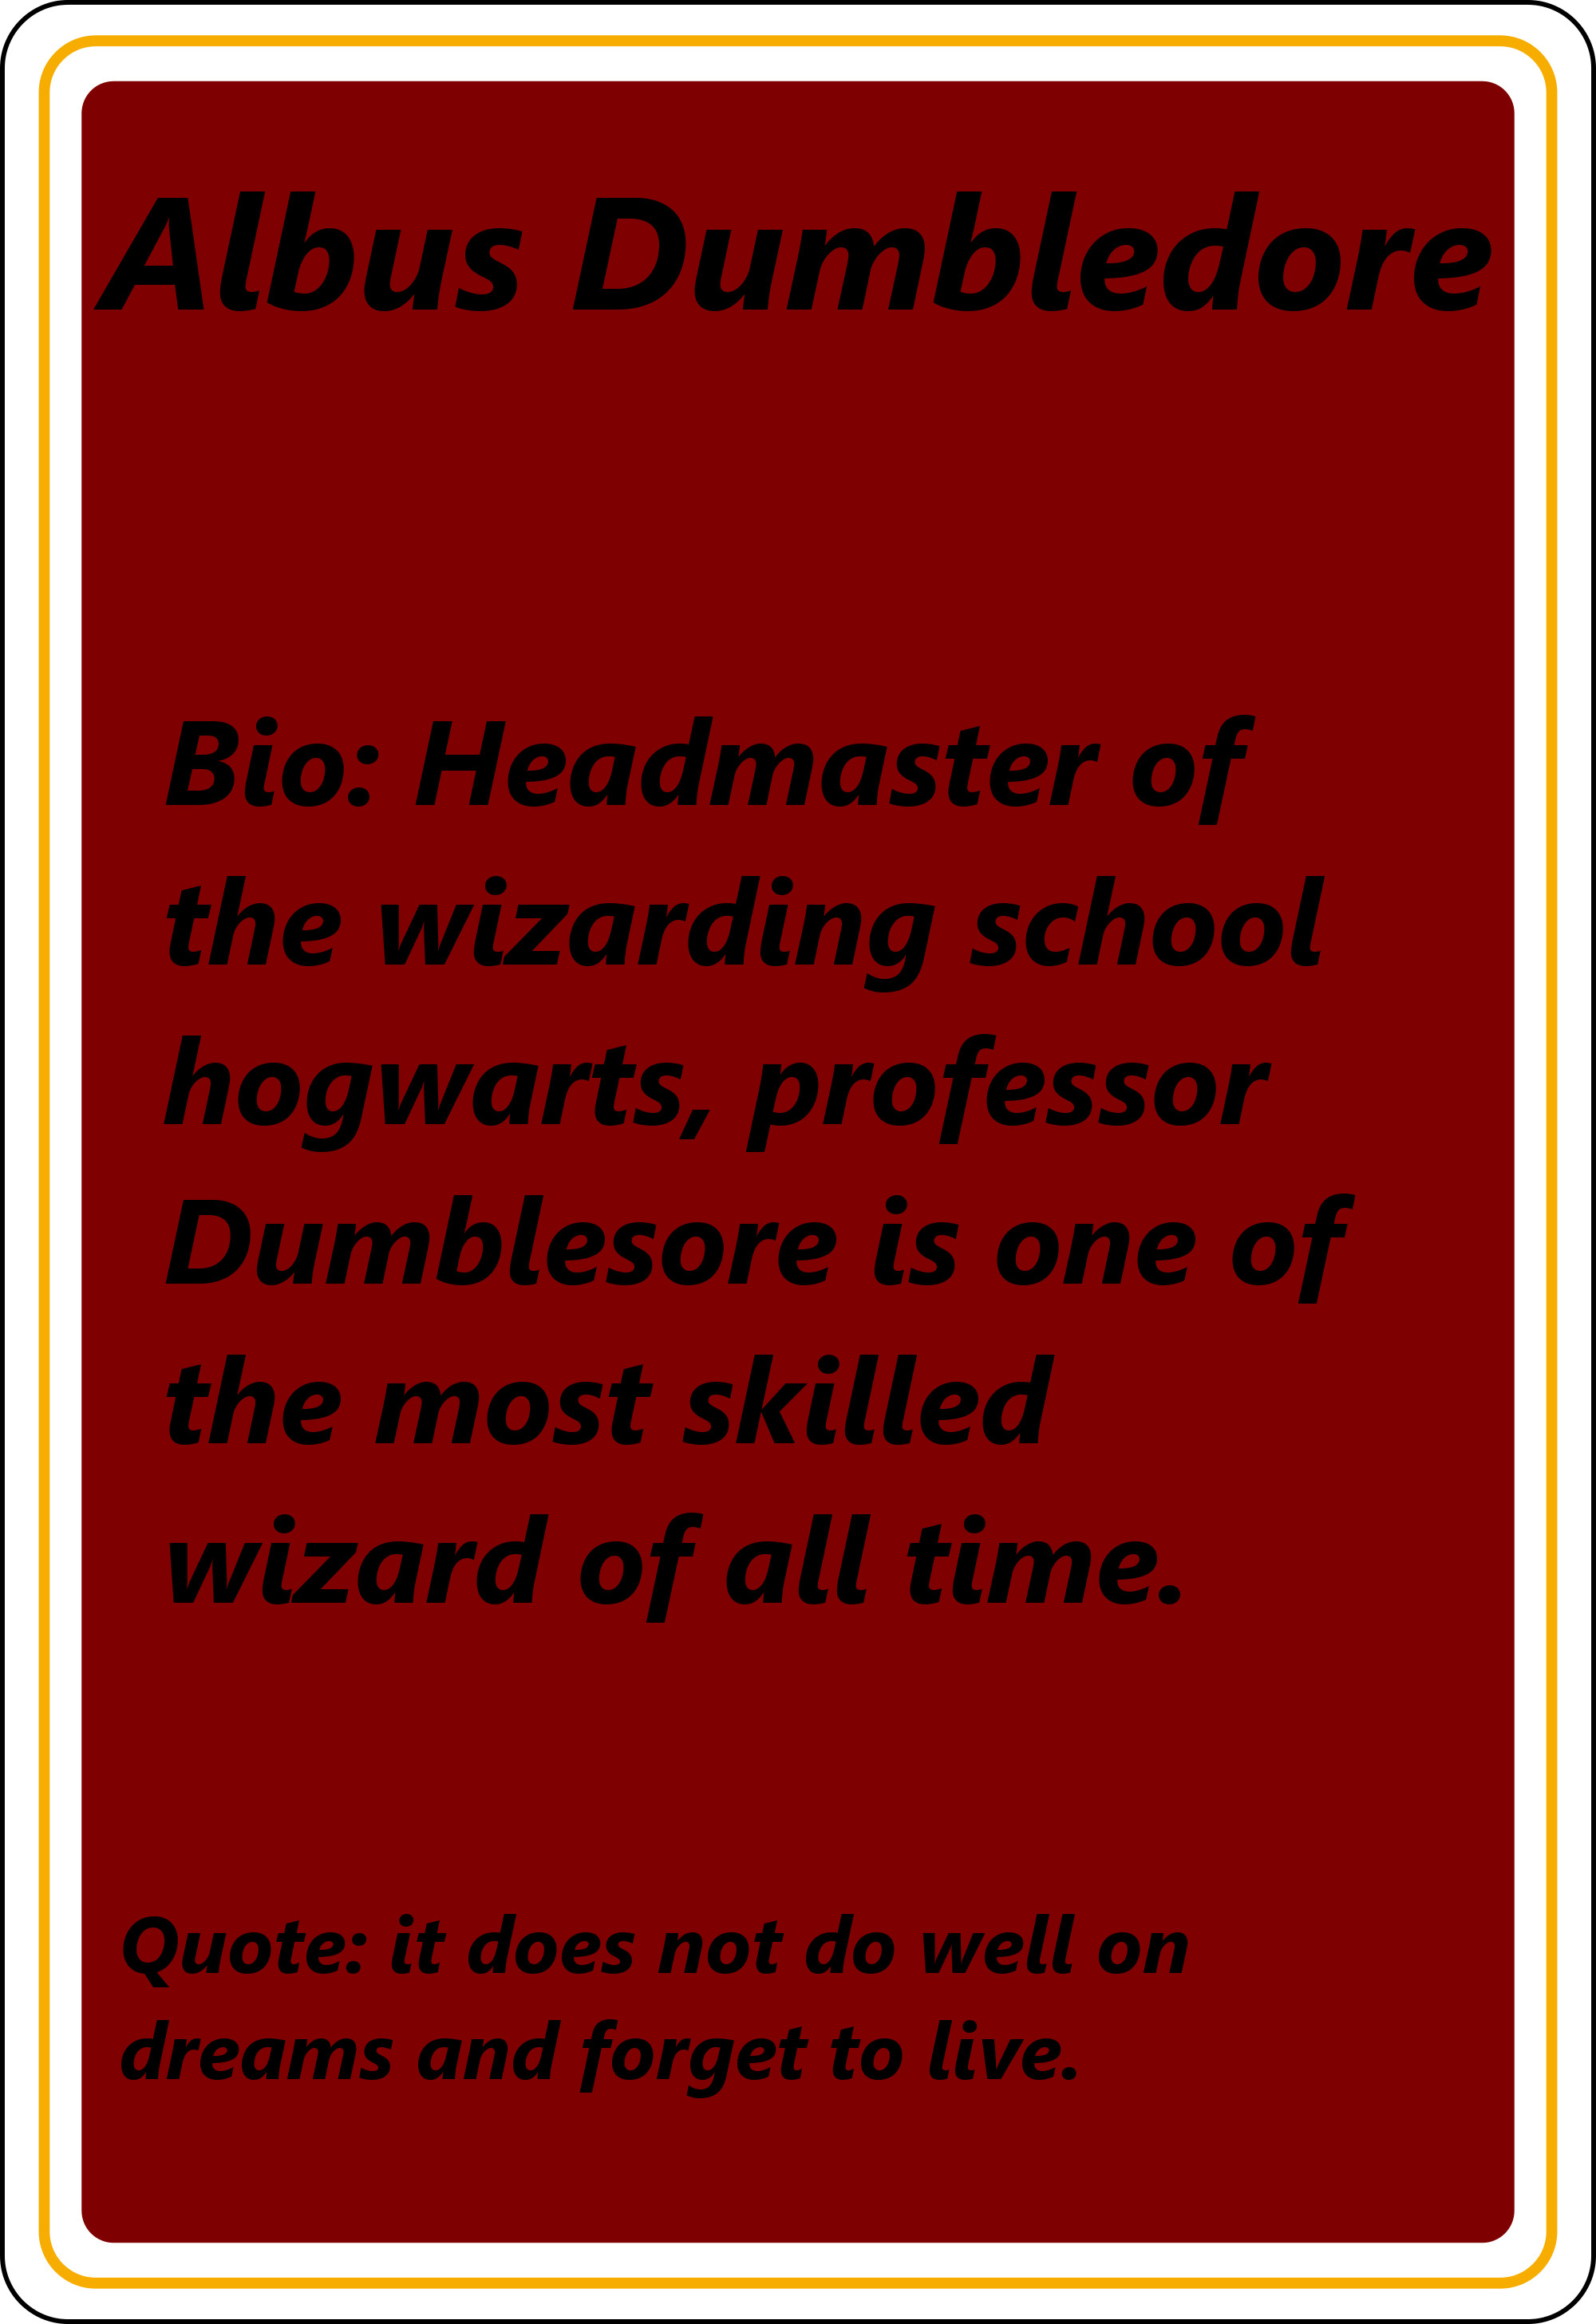 Albus Dumbledore
Bio: Headmaster of
the wizarding school
hogwarts, professor
Dumblesore is one of
the most skilled
wizard of all time.
Quote: it does not do well on
dreams and forget to live.